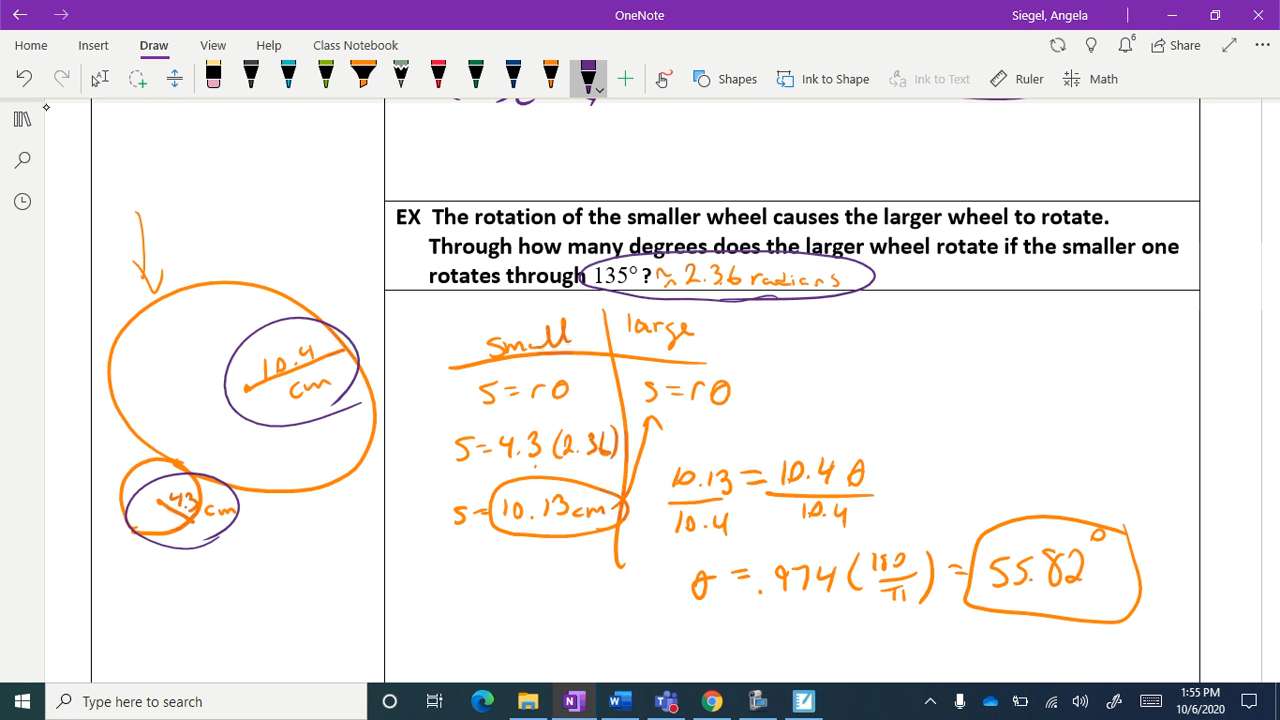 OneNote
Siegel, Angela
Home Insert Draw View Help Class Notebook
6
Share
Shapes Ink to Shape Ink to Text Ruler Math
EX The rotation of the smaller wheel causes the larger wheel to rotate.
Through how many degrees does the larger wheel rotate if the smaller one
rotates through 135°? ≈ 2.36 radians
small large
S = rθ S = rθ
S = 4.3 (2.36)
S = 10.13 cm
10.13 = 10.4 θ
10.4 10.4
θ = .974 (180/π) = 55.82°
10.4
cm
4.3 cm
Type here to search
1:55 PM
10/6/2020